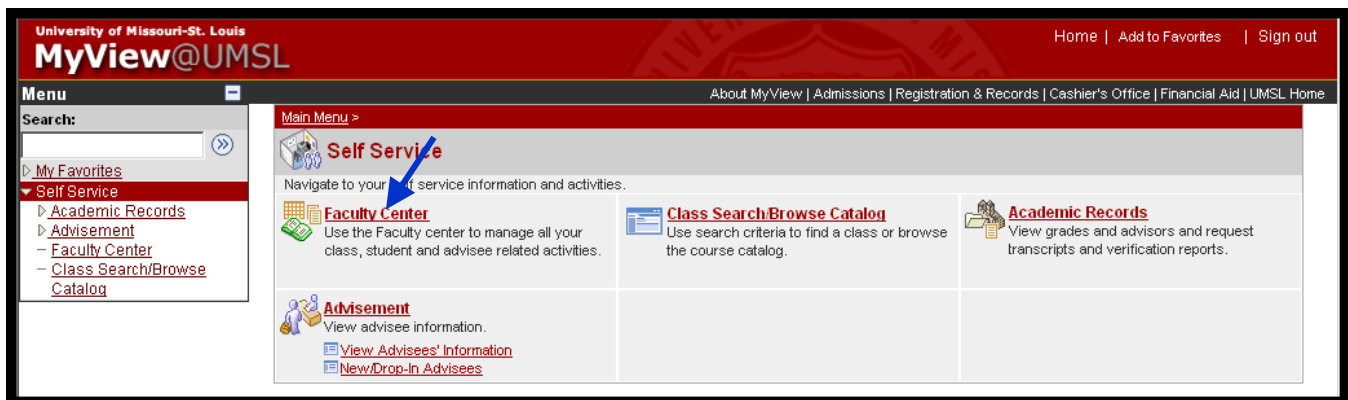 University of Missouri-St. Louis
MyView@UMSL
Home | Add to Favorites | Sign out
Menu
About MyView | Admissions | Registration & Records | Cashier's Office | Financial Aid | UMSL Home
Search:
My Favorites
Self Service
Academic Records
Advisement
Faculty Center
Class Search/Browse
Catalog
Main Menu >
Self Service
Navigate to your self service information and activities.
Faculty Center
Use the Faculty center to manage all your
class, student and advisee related activities.
Class Search/Browse Catalog
Use search criteria to find a class or browse
the course catalog.
Academic Records
View grades and advisors and request
transcripts and verification reports.
Advisement
View advisee information.
View Advisees' Information
New/Drop-In Advisees